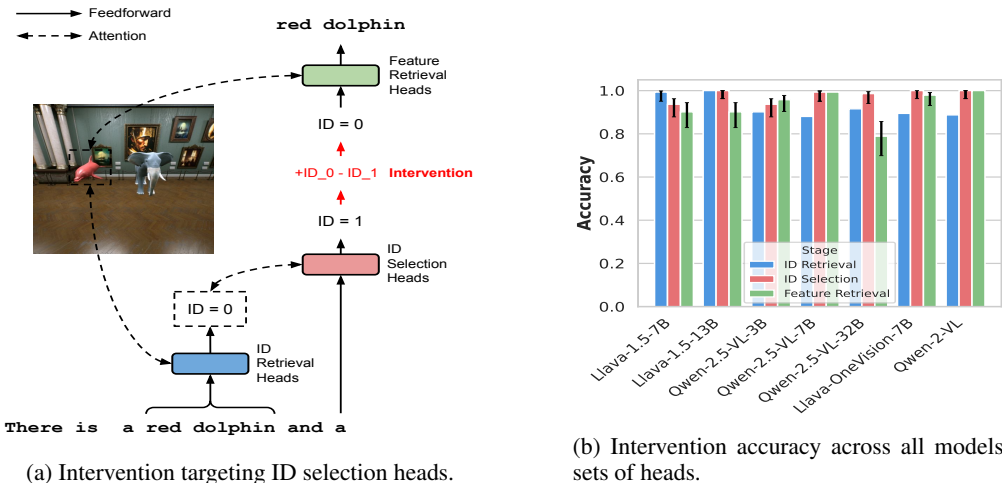 Feedforward
Attention
red dolphin
Feature
Retrieval
Heads
ID = 0
+ID_0 - ID_1 Intervention
ID = 1
ID
Selection
Heads
ID = 0
ID
Retrieval
Heads
There is a red dolphin and a
(a) Intervention targeting ID selection heads.
Accuracy
1.0
0.8
0.6
0.4
0.2
0.0
Stage
ID Retrieval
ID Selection
Feature Retrieval
Llava-1.5-7B
Llava-1.5-13B
Qwen-2.5-VL-3B
Qwen-2.5-VL-7B
Qwen-2.5-VL-32B
Llava-OneVision-7B
Qwen-2-VL
(b) Intervention accuracy across all models
sets of heads.